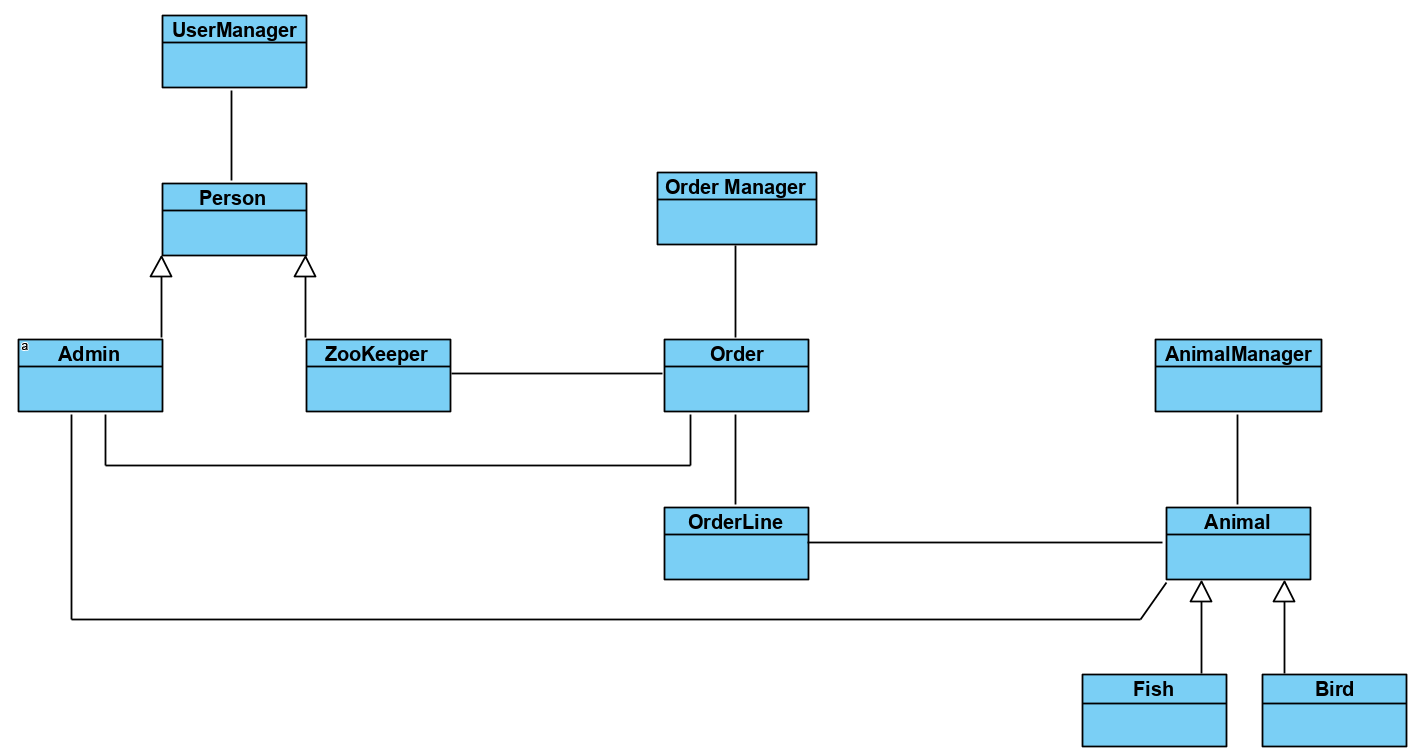 UserManager
Person
Order Manager
a
Admin
ZooKeeper
Order
AnimalManager
OrderLine
Animal
Fish
Bird